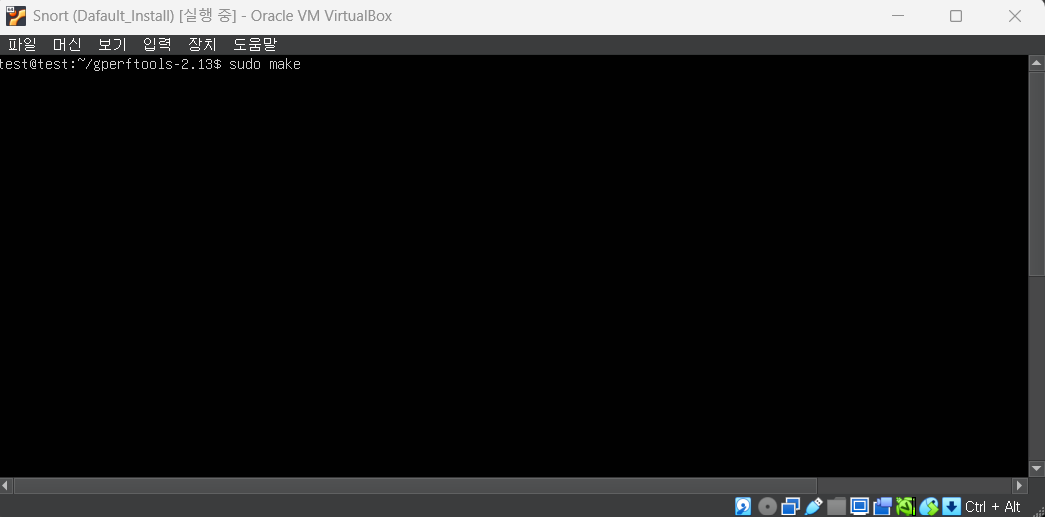 Snort (Dafault_Install) [실행 중] - Oracle VM VirtualBox
파일 머신 보기 입력 장치 도움말
test@test:~/gperftools-2.13$ sudo make
Ctrl + Alt